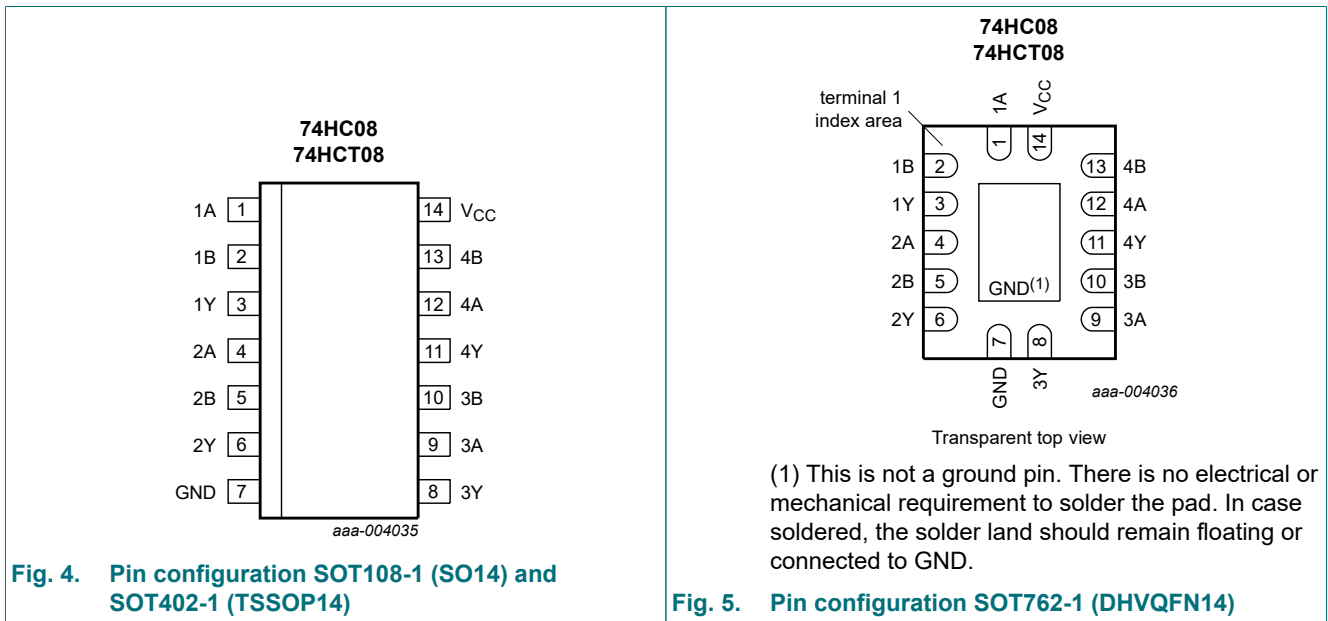 74HC08
74HCT08
1A 1
14 VCC
1B 2
13 4B
1Y 3
12 4A
2A 4
11 4Y
2B 5
10 3B
2Y 6
9 3A
GND 7
8 3Y
aaa-004035
Fig. 4. Pin configuration SOT108-1 (SO14) and
SOT402-1 (TSSOP14)
74HC08
74HCT08
terminal 1
index area
1A
VCC
1
14
1B 2
13 4B
1Y 3
12 4A
2A 4
11 4Y
2B 5
10 3B
GND(1)
2Y 6
9 3A
7
8
GND
3Y
aaa-004036
Transparent top view
(1) This is not a ground pin. There is no electrical or
mechanical requirement to solder the pad. In case
soldered, the solder land should remain floating or
connected to GND.
Fig. 5. Pin configuration SOT762-1 (DHVQFN14)